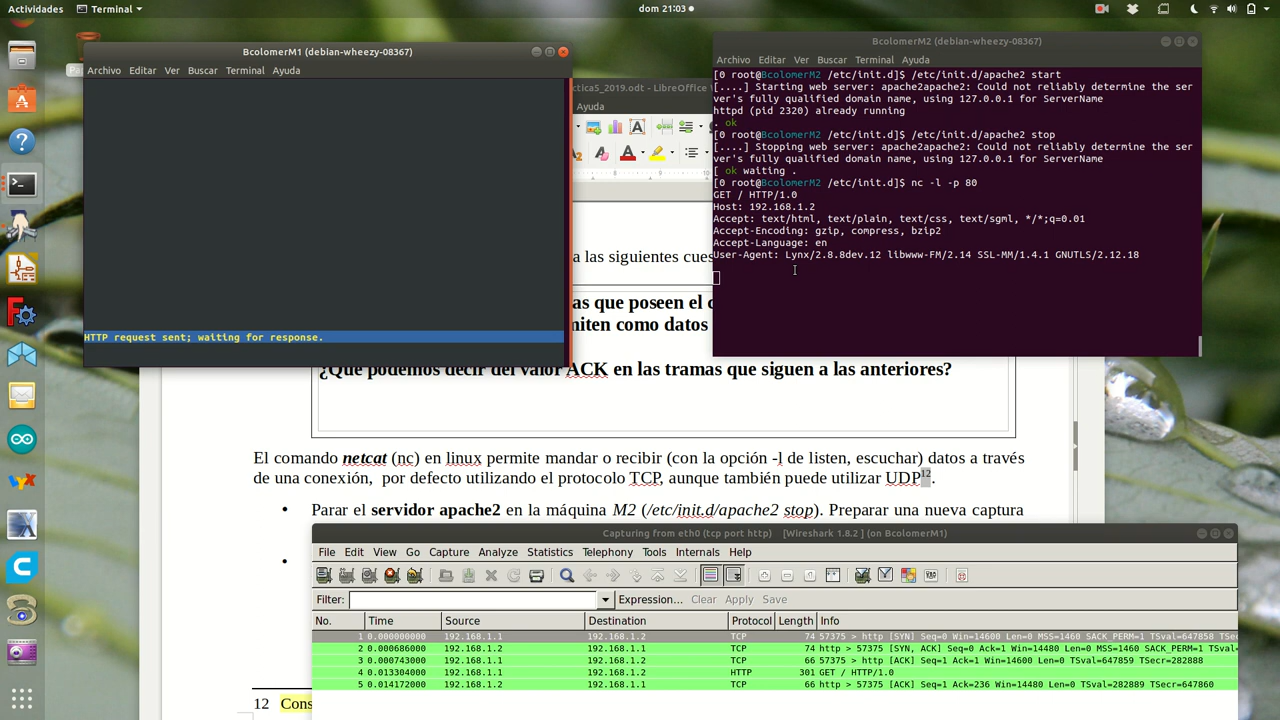 Actividades
Terminal
dom 21:03
BcolomerM1 (debian-wheezy-08367)
Archivo Editar Ver Buscar Terminal Ayuda
HTTP request sent; waiting for response.
BcolomerM2 (debian-wheezy-08367)
Archivo Editar Ver Buscar Terminal Ayuda
[0 root@BcolomerM2 /etc/init.d]$ /etc/init.d/apache2 start
[....] Starting web server: apache2apache2: Could not reliably determine the ser
ver's fully qualified domain name, using 127.0.0.1 for ServerName
httpd (pid 2320) already running
. ok
[0 root@BcolomerM2 /etc/init.d]$ /etc/init.d/apache2 stop
[....] Stopping web server: apache2apache2: Could not reliably determine the ser
ver's fully qualified domain name, using 127.0.0.1 for ServerName
[ ok waiting .
[0 root@BcolomerM2 /etc/init.d]$ nc -l -p 80
GET / HTTP/1.0
Host: 192.168.1.2
Accept: text/html, text/plain, text/css, text/sgml, */*;q=0.01
Accept-Encoding: gzip, compress, bzip2
Accept-Language: en
User-Agent: Lynx/2.8.8dev.12 libwww-FM/2.14 SSL-MM/1.4.1 GNUTLS/2.12.18
ctica5_2019.odt - LibreOffice W
Ayuda
a las siguientes cues
as que poseen el
miten como datos
¿Qué podemos decir del valor ACK en las tramas que siguen a las anteriores?
El comando netcat (nc) en linux permite mandar o recibir (con la opción -l de listen, escuchar) datos a través
de una conexión, por defecto utilizando el protocolo TCP, aunque también puede utilizar UDP12.
• Parar el servidor apache2 en la máquina M2 (/etc/init.d/apache2 stop). Preparar una nueva captura
•
12 Cons
Capturing from eth0 (tcp port http) [Wireshark 1.8.2 ] (on BcolomerM1)
File Edit View Go Capture Analyze Statistics Telephony Tools Internals Help
Filter: Expression... Clear Apply Save
No. Time Source Destination Protocol Length Info
1 0.000000000 192.168.1.1 192.168.1.2 TCP 74 57375 > http [SYN] Seq=0 Win=14600 Len=0 MSS=1460 SACK_PERM=1 TSval=647858 TSec
2 0.000686000 192.168.1.2 192.168.1.1 TCP 74 http > 57375 [SYN, ACK] Seq=0 Ack=1 Win=14480 Len=0 MSS=1460 SACK_PERM=1 TSval=
3 0.000743000 192.168.1.1 192.168.1.2 TCP 66 57375 > http [ACK] Seq=1 Ack=1 Win=14600 Len=0 TSval=647859 TSecr=282888
4 0.013304000 192.168.1.1 192.168.1.2 HTTP 301 GET / HTTP/1.0
5 0.014172000 192.168.1.2 192.168.1.1 TCP 66 http > 57375 [ACK] Seq=1 Ack=236 Win=14480 Len=0 TSval=282889 TSecr=647860